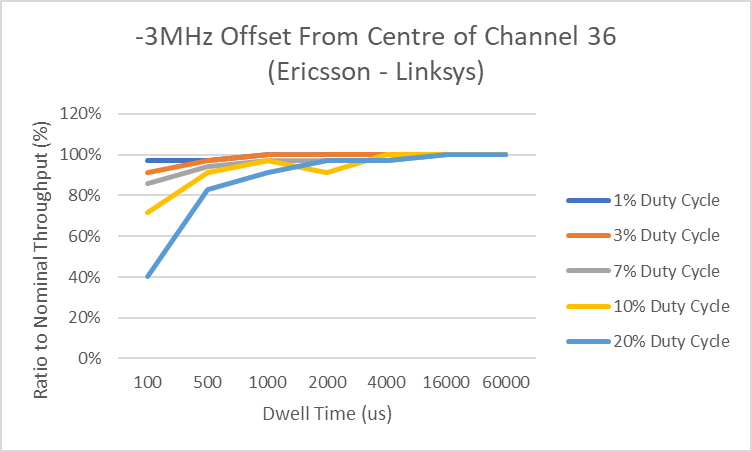 -3MHz Offset From Centre of Channel 36
(Ericsson - Linksys)
Ratio to Nominal Throughput (%)
120%
100%
80%
60%
40%
20%
0%
100 500 1000 2000 4000 16000 60000
Dwell Time (us)
1% Duty Cycle
3% Duty Cycle
7% Duty Cycle
10% Duty Cycle
20% Duty Cycle